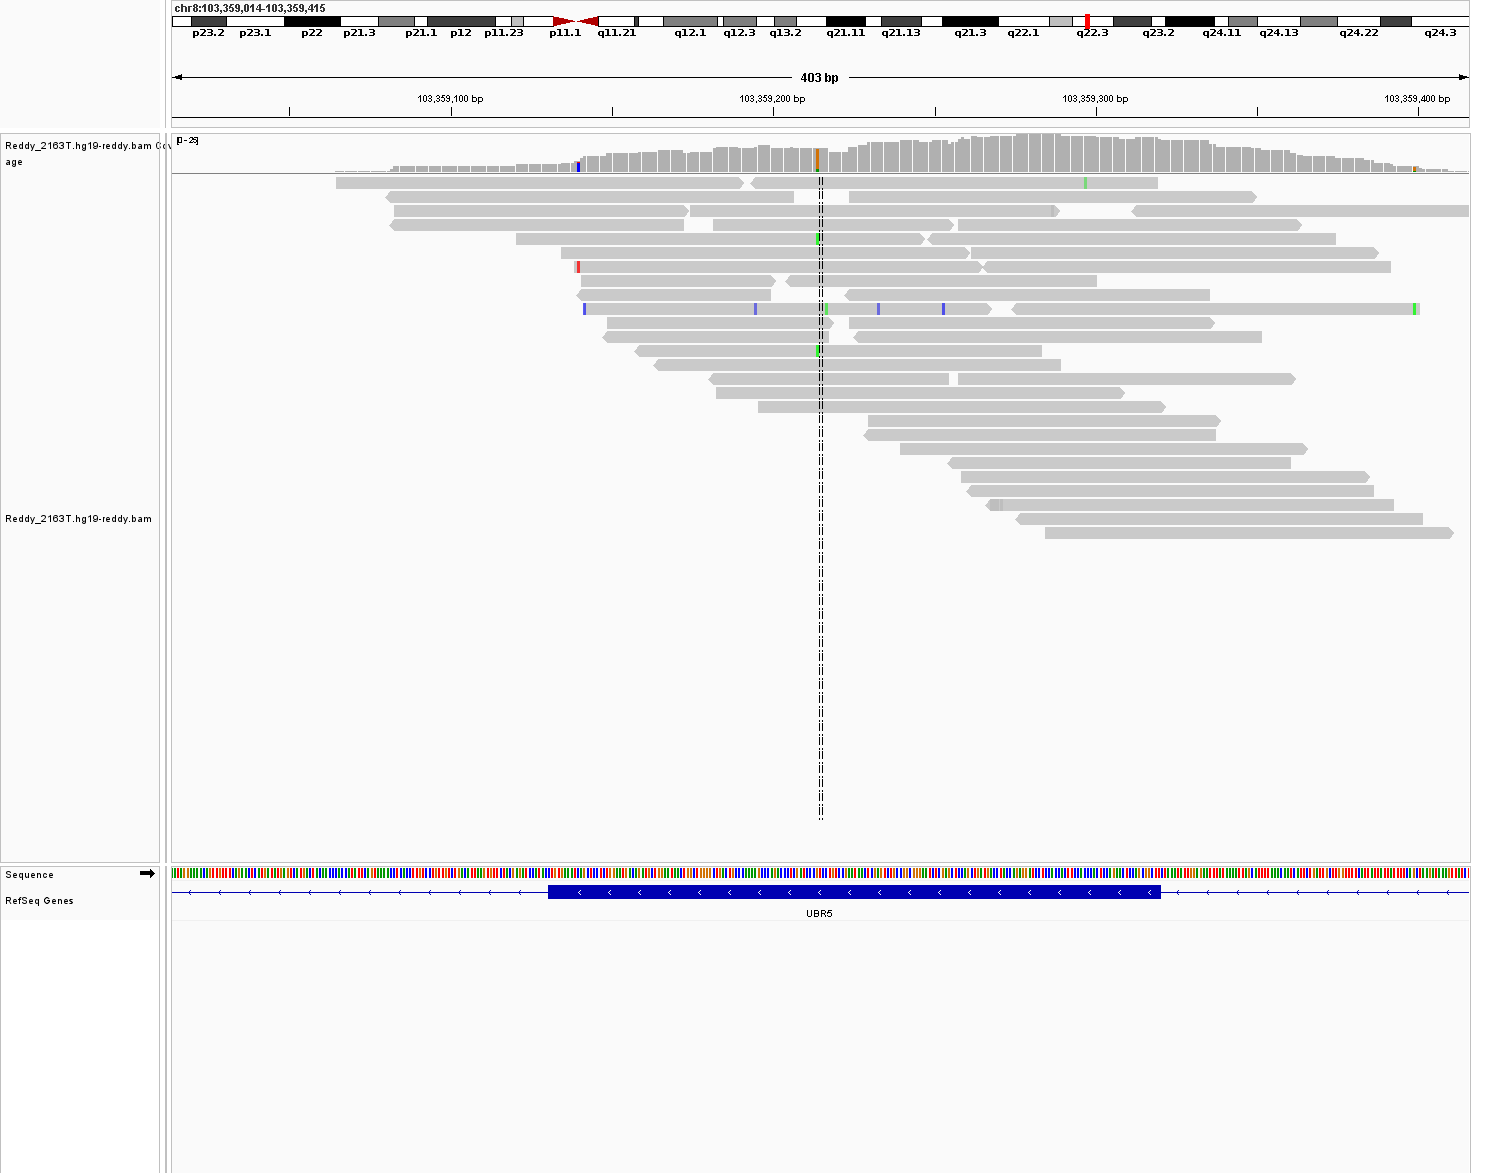 chr8:103,359,014-103,359,415
p23.2 p23.1 p22 p21.3 p21.1 p12 p11.23 p11.1 q11.21 q12.1 q12.3 q13.2 q21.11 q21.13 q21.3 q22.1 q22.3 q23.2 q24.11 q24.13 q24.22 q24.3
403 bp
103,359,100 bp 103,359,200 bp 103,359,300 bp 103,359,400 bp
Reddy_2163T.hg19-reddy.bam Cov
age
[0-25]
Reddy_2163T.hg19-reddy.bam
Sequence
RefSeq Genes
UBR5